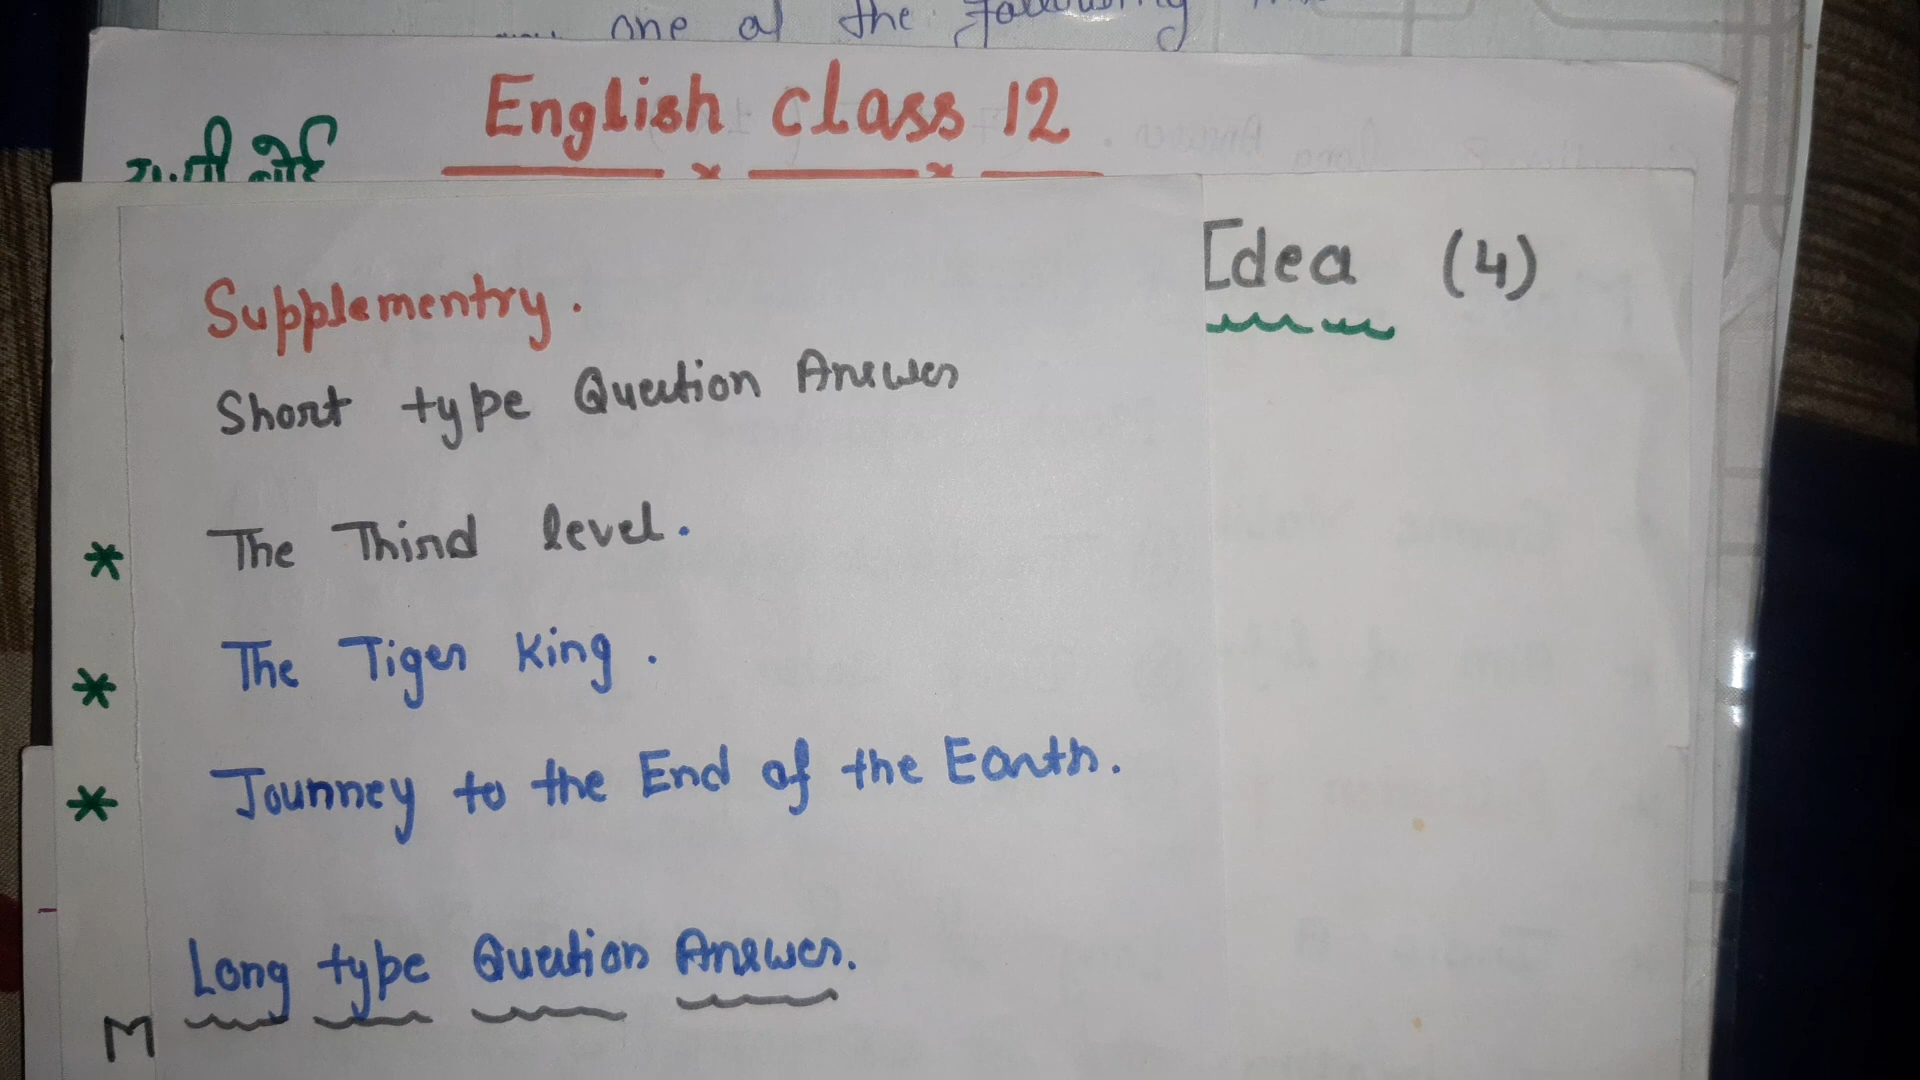 one of the following
English class 12
यू.पी बोर्ड
Idea (4)
Supplementry.
Short type Question Answer
* The Third level.
* The Tiger King.
* Journey to the End of the Earth.
Long type Question Answer.
M